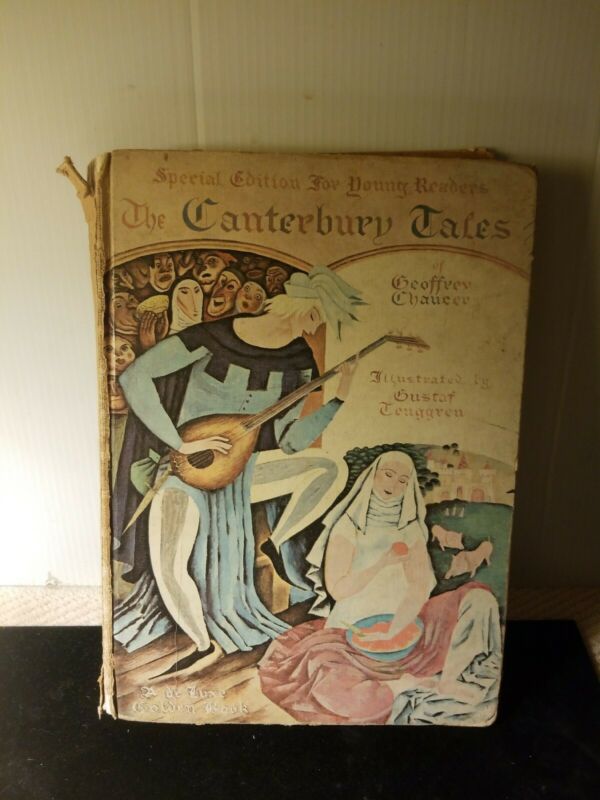 Special Edition For Young Readers
The Canterbury Tales
of
Geoffrey
Chaucer
Illustrated by
Gustaf
Tenggren
A de Luxe
Golden Book